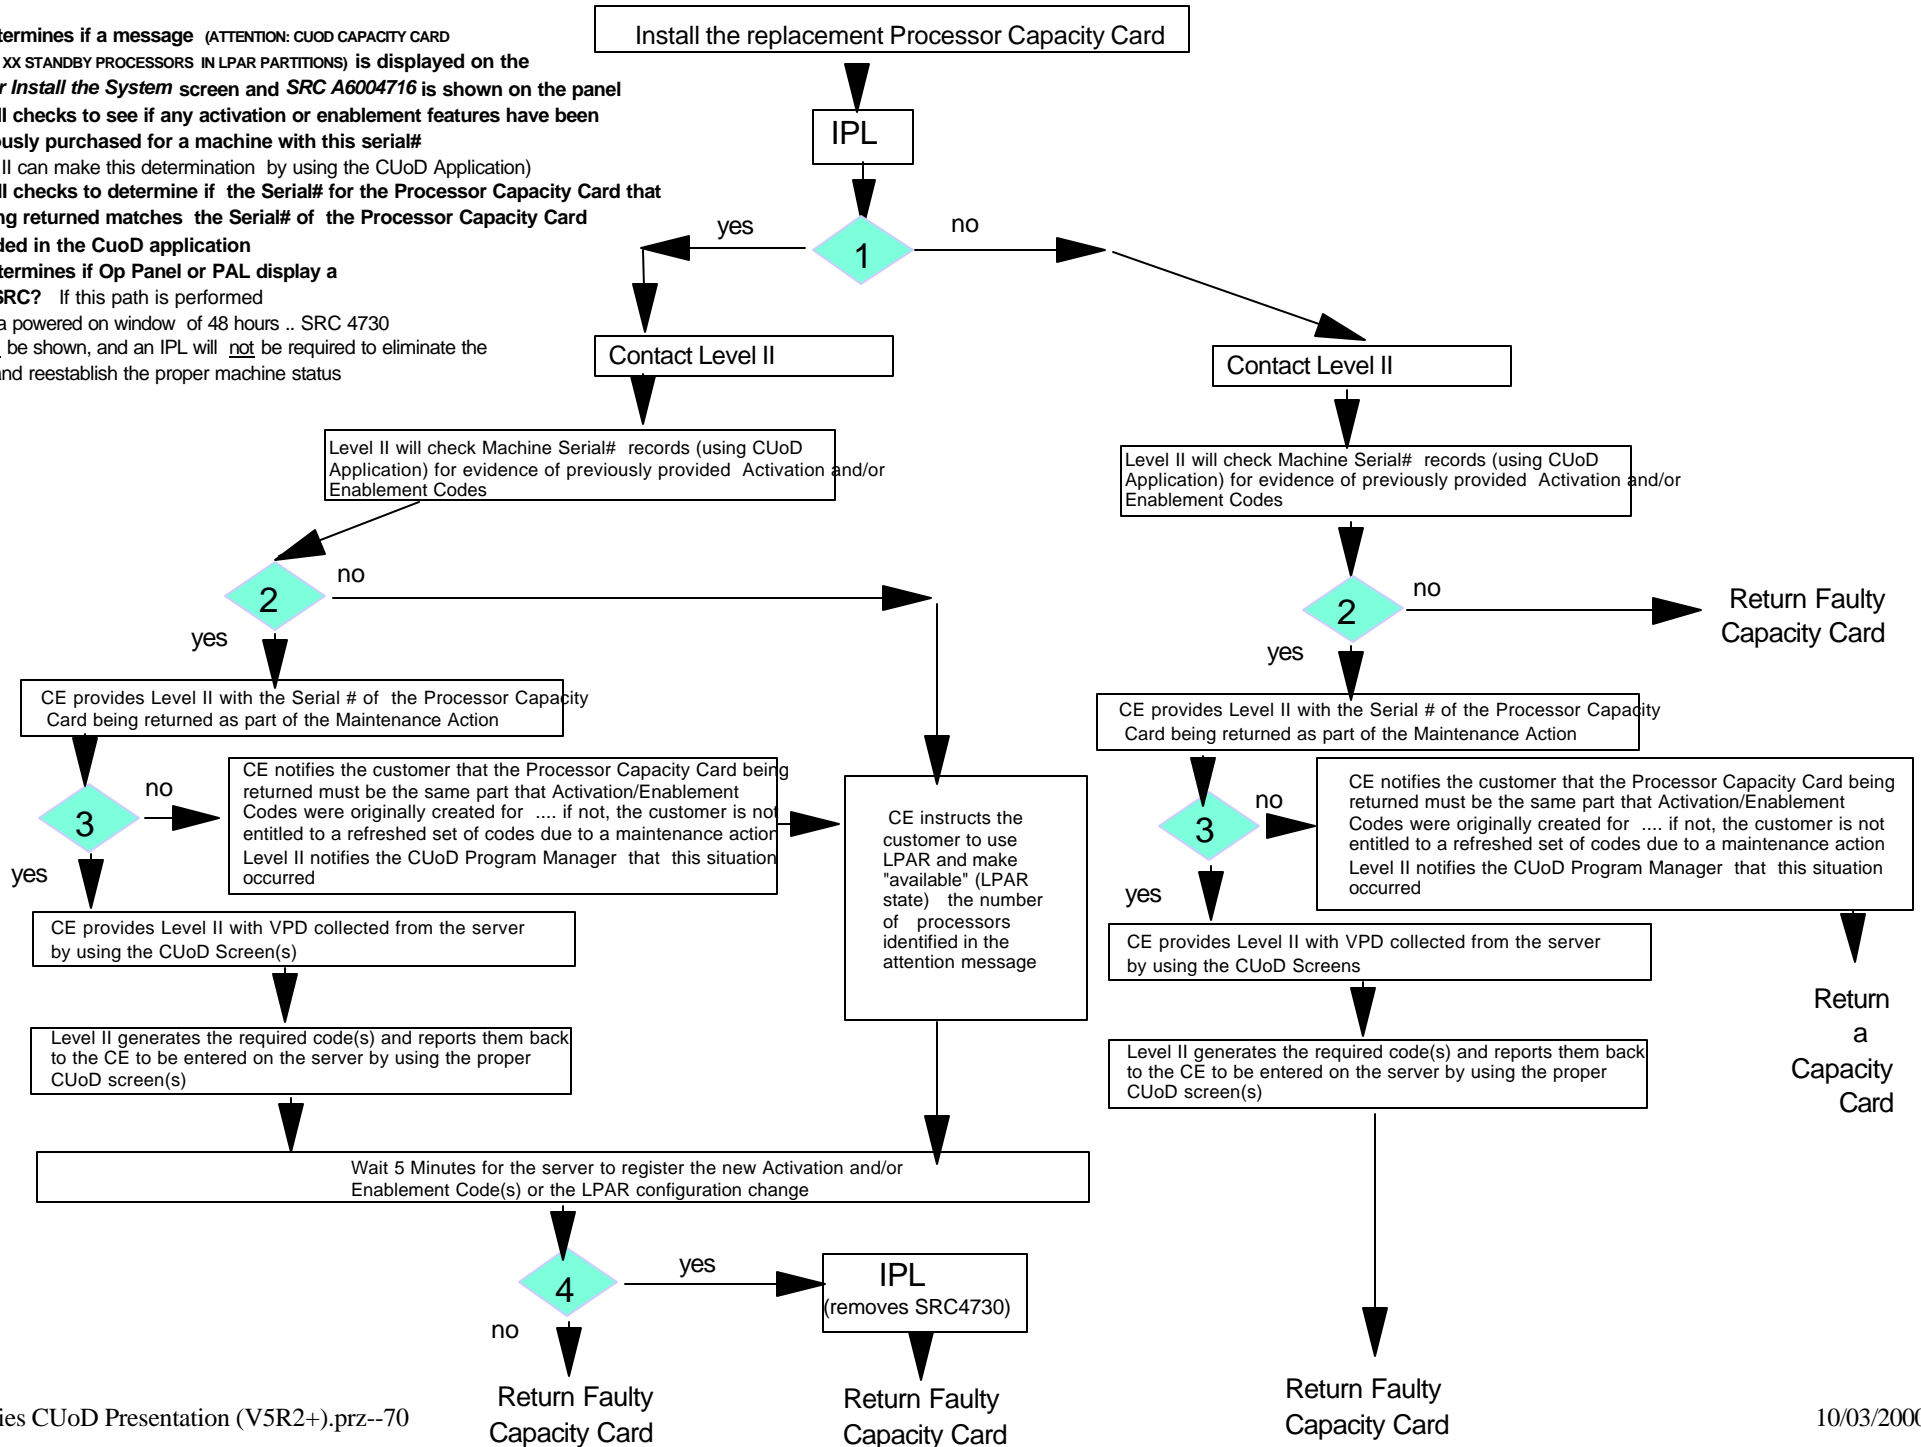 termines if a message (ATTENTION: CUOD CAPACITY CARD
XX STANDBY PROCESSORS IN LPAR PARTITIONS) is displayed on the
r Install the System screen and SRC A6004716 is shown on the panel
ll checks to see if any activation or enablement features have been
ously purchased for a machine with this serial#
II can make this determination by using the CUoD Application)
ll checks to determine if the Serial# for the Processor Capacity Card that
ng returned matches the Serial# of the Processor Capacity Card
ded in the CuoD application
termines if Op Panel or PAL display a
SRC? If this path is performed
a powered on window of 48 hours .. SRC 4730
be shown, and an IPL will not be required to eliminate the
and reestablish the proper machine status
Install the replacement Processor Capacity Card
IPL
1
yes
no
Contact Level II
Contact Level II
Level II will check Machine Serial# records (using CUoD
Application) for evidence of previously provided Activation and/or
Enablement Codes
Level II will check Machine Serial# records (using CUoD
Application) for evidence of previously provided Activation and/or
Enablement Codes
2
no
yes
2
no
yes
Return Faulty
Capacity Card
CE provides Level II with the Serial # of the Processor Capacity
Card being returned as part of the Maintenance Action
CE provides Level II with the Serial # of the Processor Capacity
Card being returned as part of the Maintenance Action
3
no
yes
CE notifies the customer that the Processor Capacity Card being
returned must be the same part that Activation/Enablement
Codes were originally created for .... if not, the customer is not
entitled to a refreshed set of codes due to a maintenance action
Level II notifies the CUoD Program Manager that this situation
occurred
CE instructs the
customer to use
LPAR and make
"available" (LPAR
state) the number
of processors
identified in the
attention message
3
no
yes
CE notifies the customer that the Processor Capacity Card being
returned must be the same part that Activation/Enablement
Codes were originally created for .... if not, the customer is not
entitled to a refreshed set of codes due to a maintenance action
Level II notifies the CUoD Program Manager that this situation
occurred
CE provides Level II with VPD collected from the server
by using the CUoD Screen(s)
CE provides Level II with VPD collected from the server
by using the CUoD Screens
Return
a
Capacity
Card
Level II generates the required code(s) and reports them back
to the CE to be entered on the server by using the proper
CUoD screen(s)
Level II generates the required code(s) and reports them back
to the CE to be entered on the server by using the proper
CUoD screen(s)
Wait 5 Minutes for the server to register the new Activation and/or
Enablement Code(s) or the LPAR configuration change
4
yes
no
IPL
(removes SRC4730)
Return Faulty
Capacity Card
Return Faulty
Capacity Card
Return Faulty
Capacity Card
ies CUoD Presentation (V5R2+).prz--70
10/03/2000